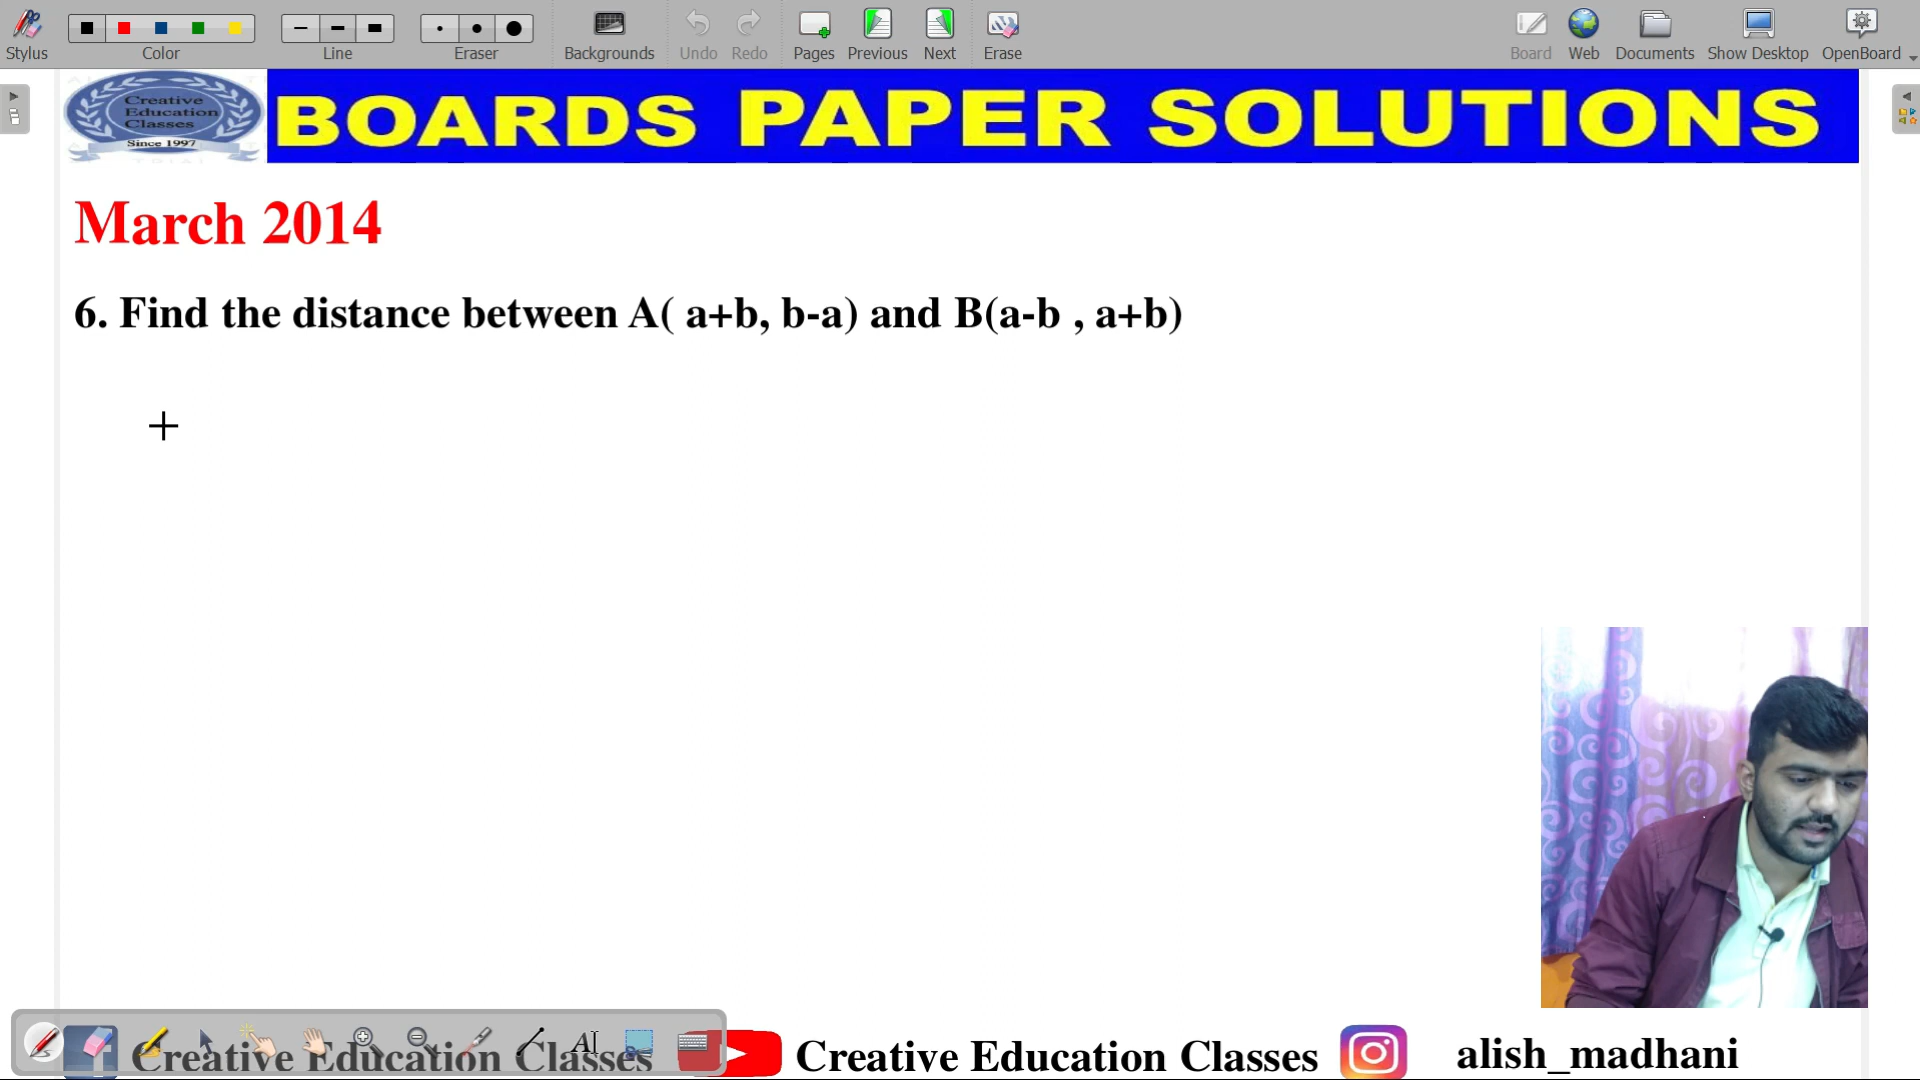 Stylus Color Line Eraser Backgrounds Undo Redo Pages Previous Next Erase Board Web Documents Show Desktop OpenBoard
Creative
Education
Classes
Since 1997
BOARDS PAPER SOLUTIONS
March 2014
6. Find the distance between A( a+b, b-a) and B(a-b , a+b)
Creative Education Classes Creative Education Classes alish_madhani